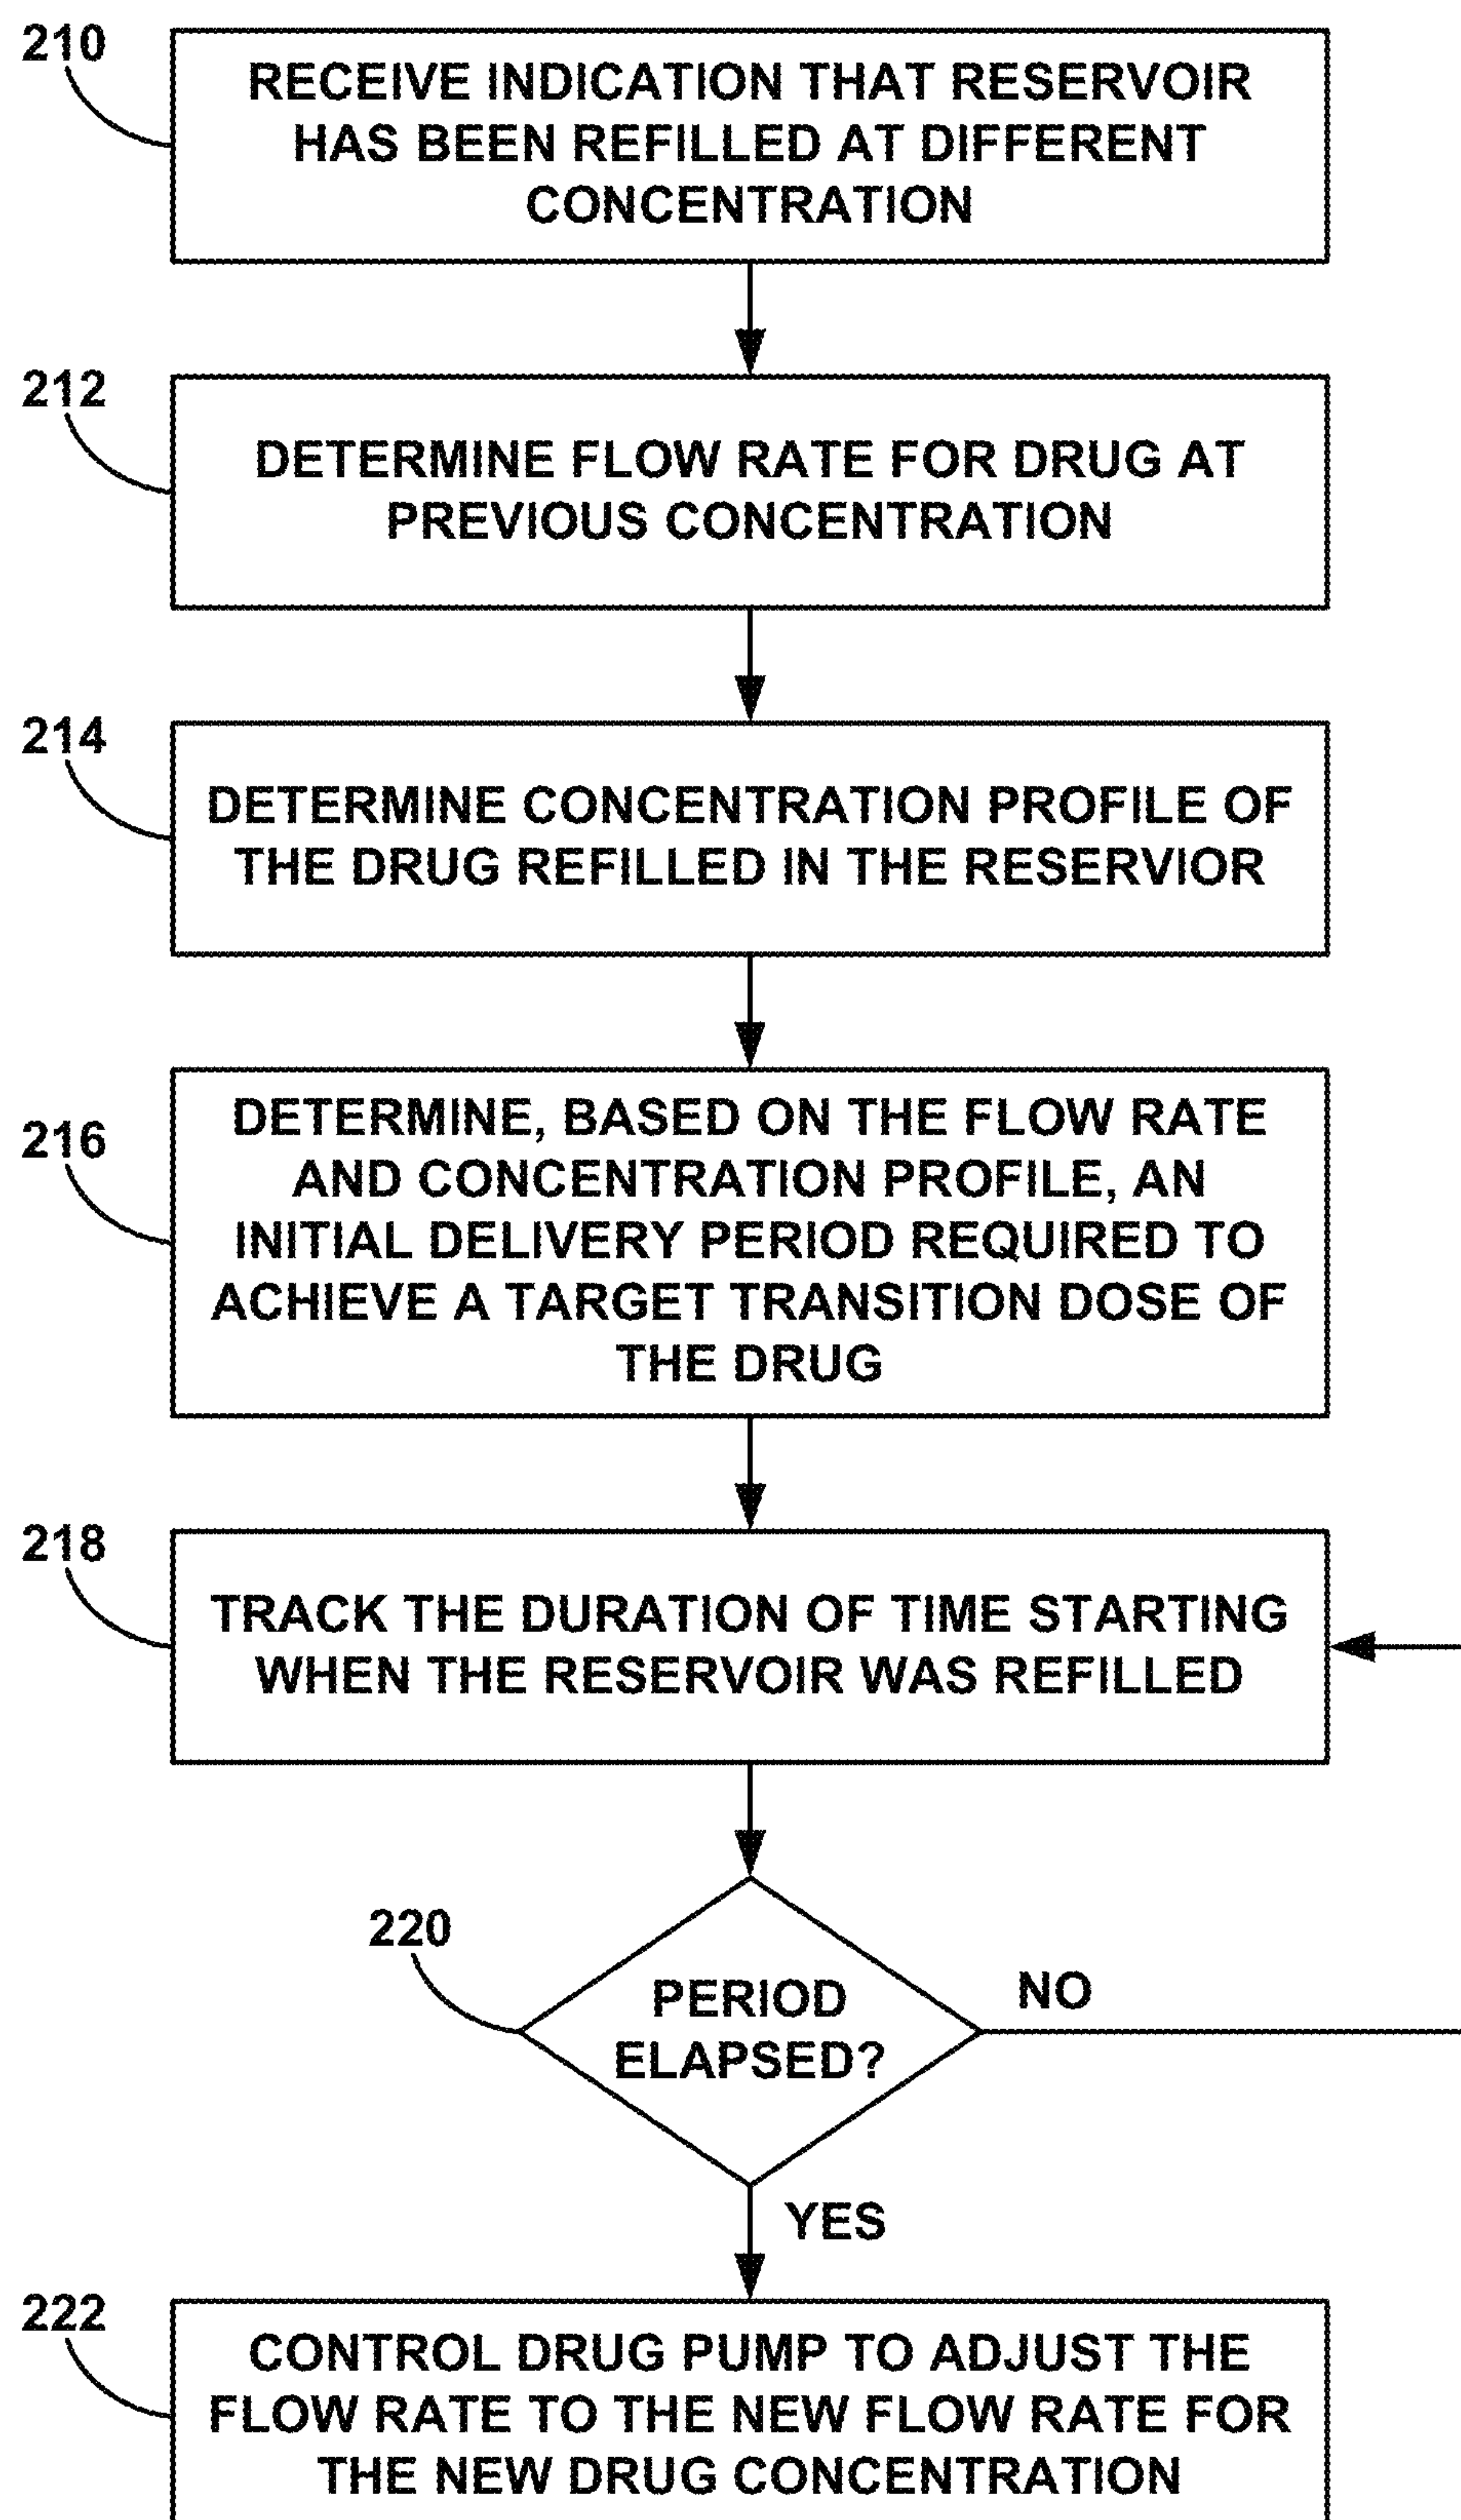 210
RECEIVE INDICATION THAT RESERVOIR
HAS BEEN REFILLED AT DIFFERENT
CONCENTRATION
212
DETERMINE FLOW RATE FOR DRUG AT
PREVIOUS CONCENTRATION
214
DETERMINE CONCENTRATION PROFILE OF
THE DRUG REFILLED IN THE RESERVIOR
216
DETERMINE, BASED ON THE FLOW RATE
AND CONCENTRATION PROFILE, AN
INITIAL DELIVERY PERIOD REQUIRED TO
ACHIEVE A TARGET TRANSITION DOSE OF
THE DRUG
218
TRACK THE DURATION OF TIME STARTING
WHEN THE RESERVOIR WAS REFILLED
220
PERIOD
ELAPSED?
NO
YES
222
CONTROL DRUG PUMP TO ADJUST THE
FLOW RATE TO THE NEW FLOW RATE FOR
THE NEW DRUG CONCENTRATION